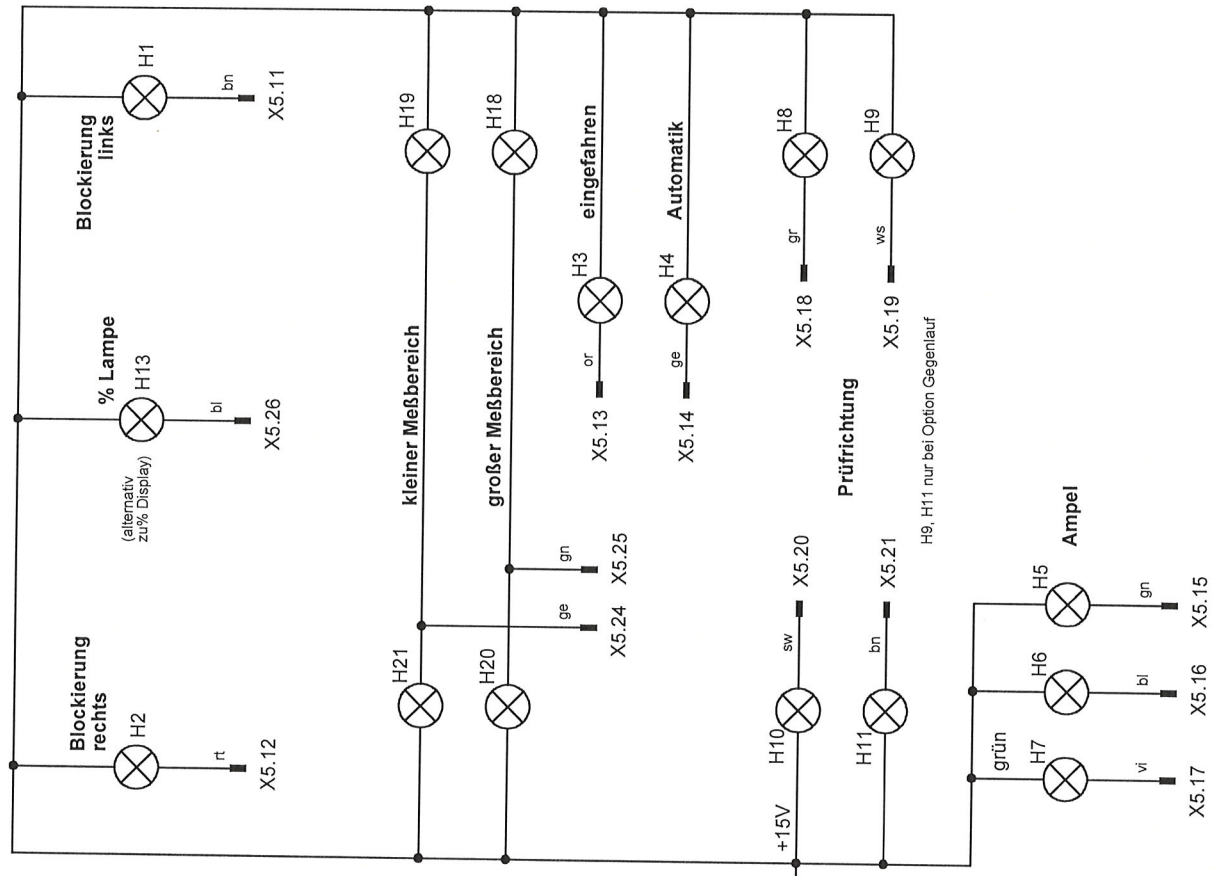 Blockierung
rechts
H2
rt
X5.12
% Lampe
H13
(alternativ
zu% Display)
bl
X5.26
Blockierung
links
H1
bn
X5.11
H21
kleiner Meßbereich
H19
H20
großer Meßbereich
H18
ge
X5.24
gn
X5.25
eingefahren
H3
or
X5.13
Automatik
H4
ge
X5.14
+15V
H10
sw
X5.20
H11
bn
X5.21
Prüfrichtung
H8
gr
X5.18
H9
ws
X5.19
H9, H11 nur bei Option Gegenlauf
Ampel
grün
H7
vi
X5.17
H6
bl
X5.16
H5
gn
X5.15